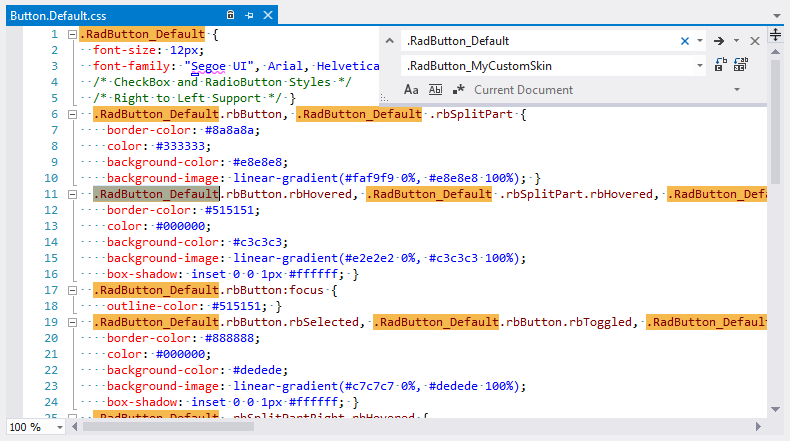 Button.Default.css
.RadButton_Default
.RadButton_MyCustomSkin
Aa Ab .* Current Document
1 .RadButton_Default {
2 font-size: 12px;
3 font-family: "Segoe UI", Arial, Helvetica
4 /* CheckBox and RadioButton Styles */
5 /* Right to Left Support */ }
6 .RadButton_Default.rbButton, .RadButton_Default .rbSplitPart {
7 border-color: #8a8a8a;
8 color: #333333;
9 background-color: #e8e8e8;
10 background-image: linear-gradient(#faf9f9 0%, #e8e8e8 100%); }
11 .RadButton_Default.rbButton.rbHovered, .RadButton_Default .rbSplitPart.rbHovered, .RadButton_Defa
12 border-color: #515151;
13 color: #000000;
14 background-color: #c3c3c3;
15 background-image: linear-gradient(#e2e2e2 0%, #c3c3c3 100%);
16 box-shadow: inset 0 0 1px #ffffff; }
17 .RadButton_Default.rbButton:focus {
18 outline-color: #515151; }
19 .RadButton_Default.rbButton.rbSelected, .RadButton_Default.rbButton.rbToggled, .RadButton_Default
20 border-color: #888888;
21 color: #000000;
22 background-color: #dedede;
23 background-image: linear-gradient(#c7c7c7 0%, #dedede 100%);
24 box-shadow: inset 0 0 1px #ffffff; }
25 .RadButton_Default .rbSplitPartRight.rbHovered {
100 %